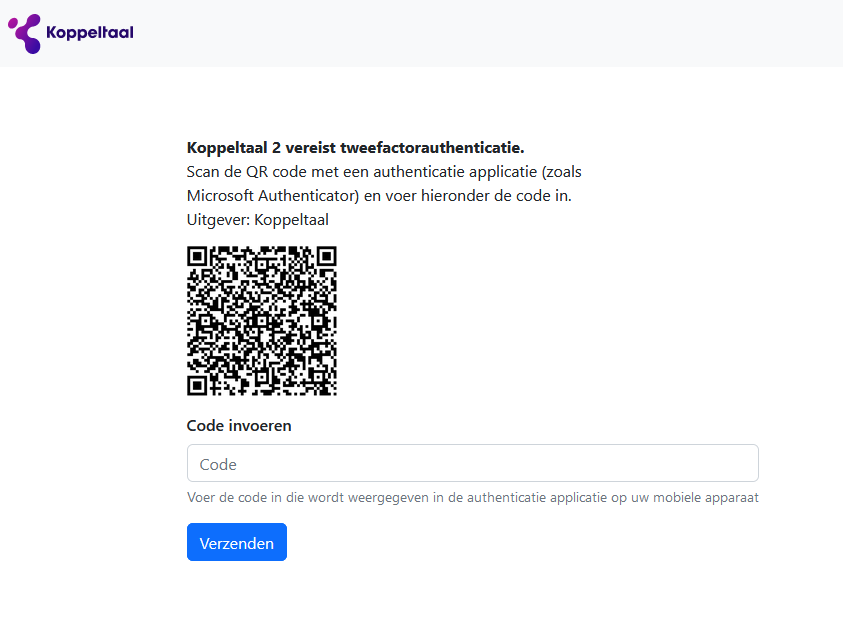 Koppeltaal
Koppeltaal 2 vereist tweefactorauthenticatie.
Scan de QR code met een authenticatie applicatie (zoals
Microsoft Authenticator) en voer hieronder de code in.
Uitgever: Koppeltaal
Code invoeren
Code
Voer de code in die wordt weergegeven in de authenticatie applicatie op uw mobiele apparaat
Verzenden